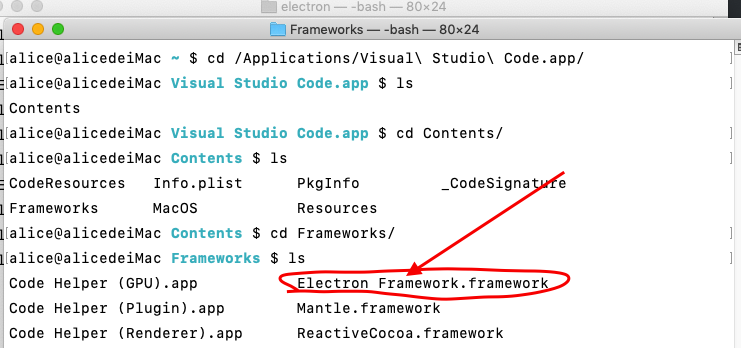 electron — -bash — 80×24
Frameworks — -bash — 80×24
[alice@alicedeiMac ~ $ cd /Applications/Visual\ Studio\ Code.app/ ]
[alice@alicedeiMac Visual Studio Code.app $ ls ]
Contents
[alice@alicedeiMac Visual Studio Code.app $ cd Contents/ ]
[alice@alicedeiMac Contents $ ls ]
CodeResources Info.plist PkgInfo _CodeSignature
Frameworks MacOS Resources
[alice@alicedeiMac Contents $ cd Frameworks/ ]
[alice@alicedeiMac Frameworks $ ls ]
Code Helper (GPU).app Electron Framework.framework
Code Helper (Plugin).app Mantle.framework
Code Helper (Renderer).app ReactiveCocoa.framework